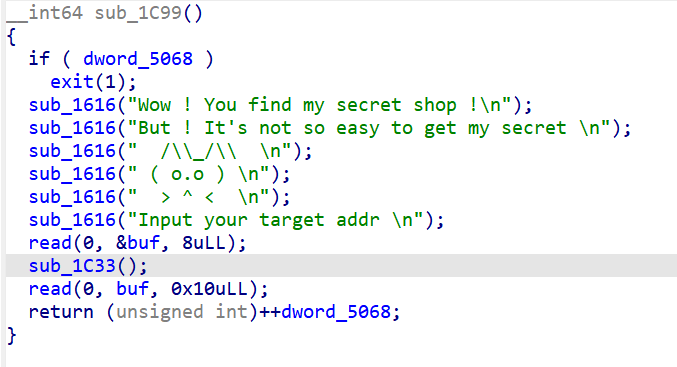 __int64 sub_1C99()
{
  if ( dword_5068 )
    exit(1);
  sub_1616("Wow ! You find my secret shop !\n");
  sub_1616("But ! It's not so easy to get my secret \n");
  sub_1616("  /\\_/\\  \n");
  sub_1616(" ( o.o ) \n");
  sub_1616("  > ^ <  \n");
  sub_1616("Input your target addr \n");
  read(0, &buf, 8uLL);
  sub_1C33();
  read(0, buf, 0x10uLL);
  return (unsigned int)++dword_5068;
}